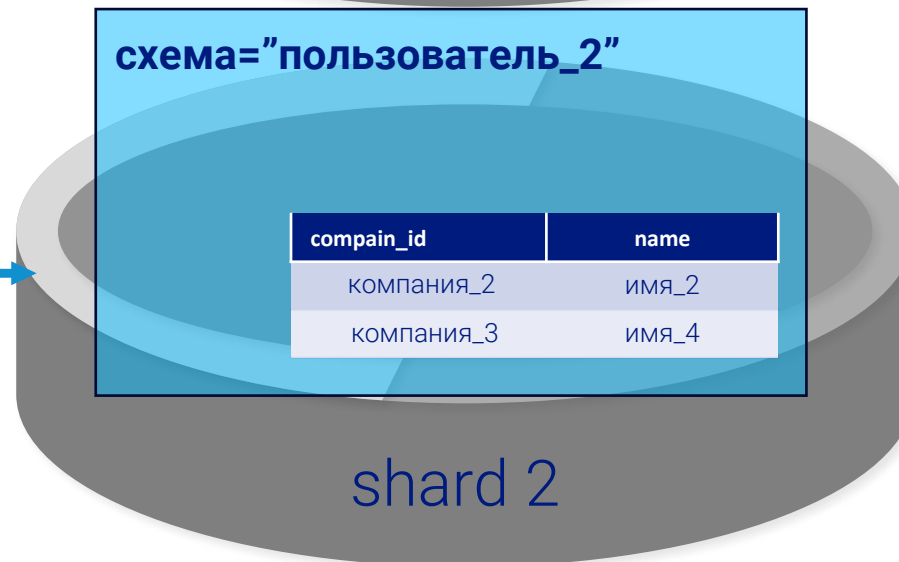 схема=”пользователь_2”
compain_id name
компания_2 имя_2
компания_3 имя_4
shard 2